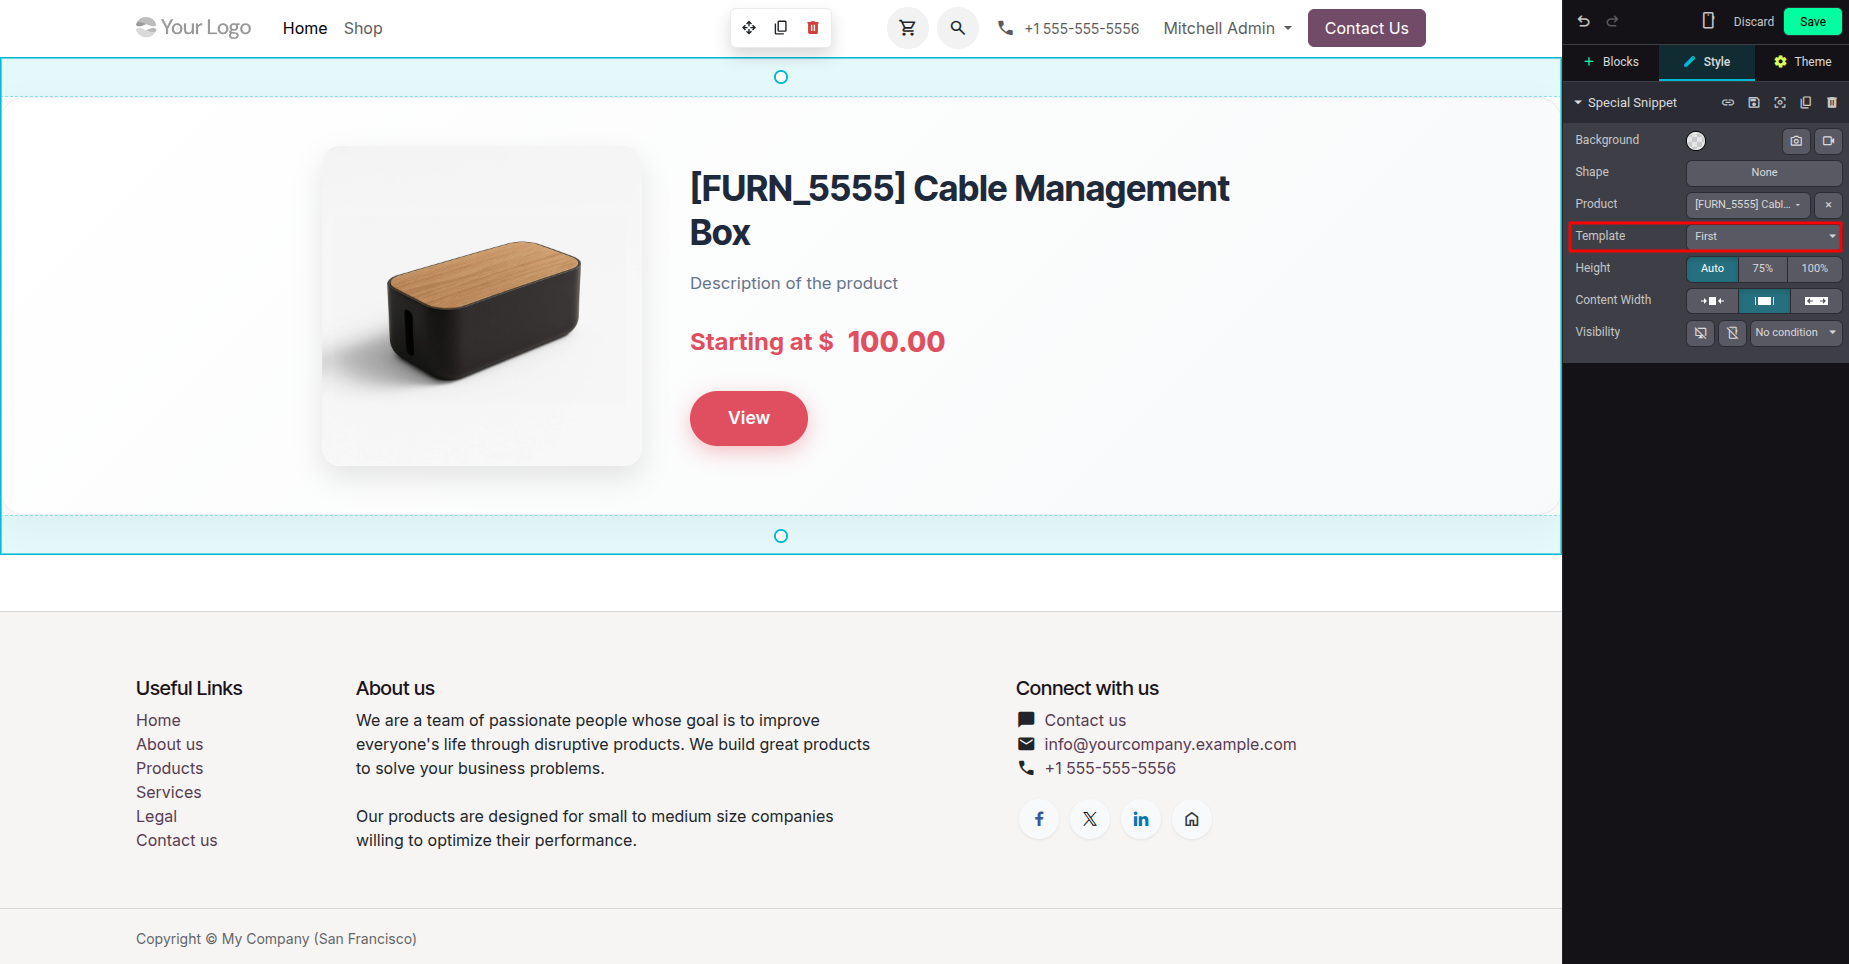 Your Logo
Home
Shop
+1 555-555-5556
Mitchell Admin
Contact Us
Discard
Save
Blocks
Style
Theme
Special Snippet
Background
Shape
None
Product
[FURN_5555] Cabl...
Template
First
Height
Auto
75%
100%
Content Width
Visibility
No condition
[FURN_5555] Cable Management
Box
Description of the product
Starting at $ 100.00
View
Useful Links
Home
About us
Products
Services
Legal
Contact us
About us
We are a team of passionate people whose goal is to improve
everyone's life through disruptive products. We build great products
to solve your business problems.
Our products are designed for small to medium size companies
willing to optimize their performance.
Connect with us
Contact us
info@yourcompany.example.com
+1 555-555-5556
Copyright © My Company (San Francisco)